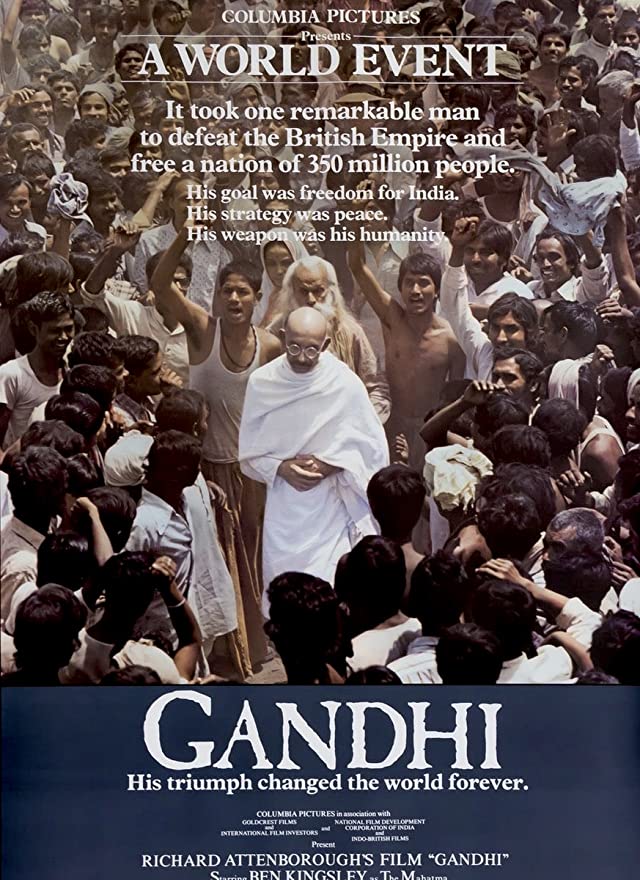 COLUMBIA PICTURES
Presents
A WORLD EVENT
It took one remarkable man
to defeat the British Empire and
free a nation of 350 million people.
His goal was freedom for India.
His strategy was peace.
His weapon was his humanity.
GANDHI
His triumph changed the world forever.
COLUMBIA PICTURES in association with
GOLDCREST FILMS
and
INTERNATIONAL FILM INVESTORS
and
NATIONAL FILM DEVELOPMENT
CORPORATION OF INDIA
and
INDO-BRITISH FILMS
Present
RICHARD ATTENBOROUGH'S FILM "GANDHI"
Starring BEN KINGSLEY as The Mahatma